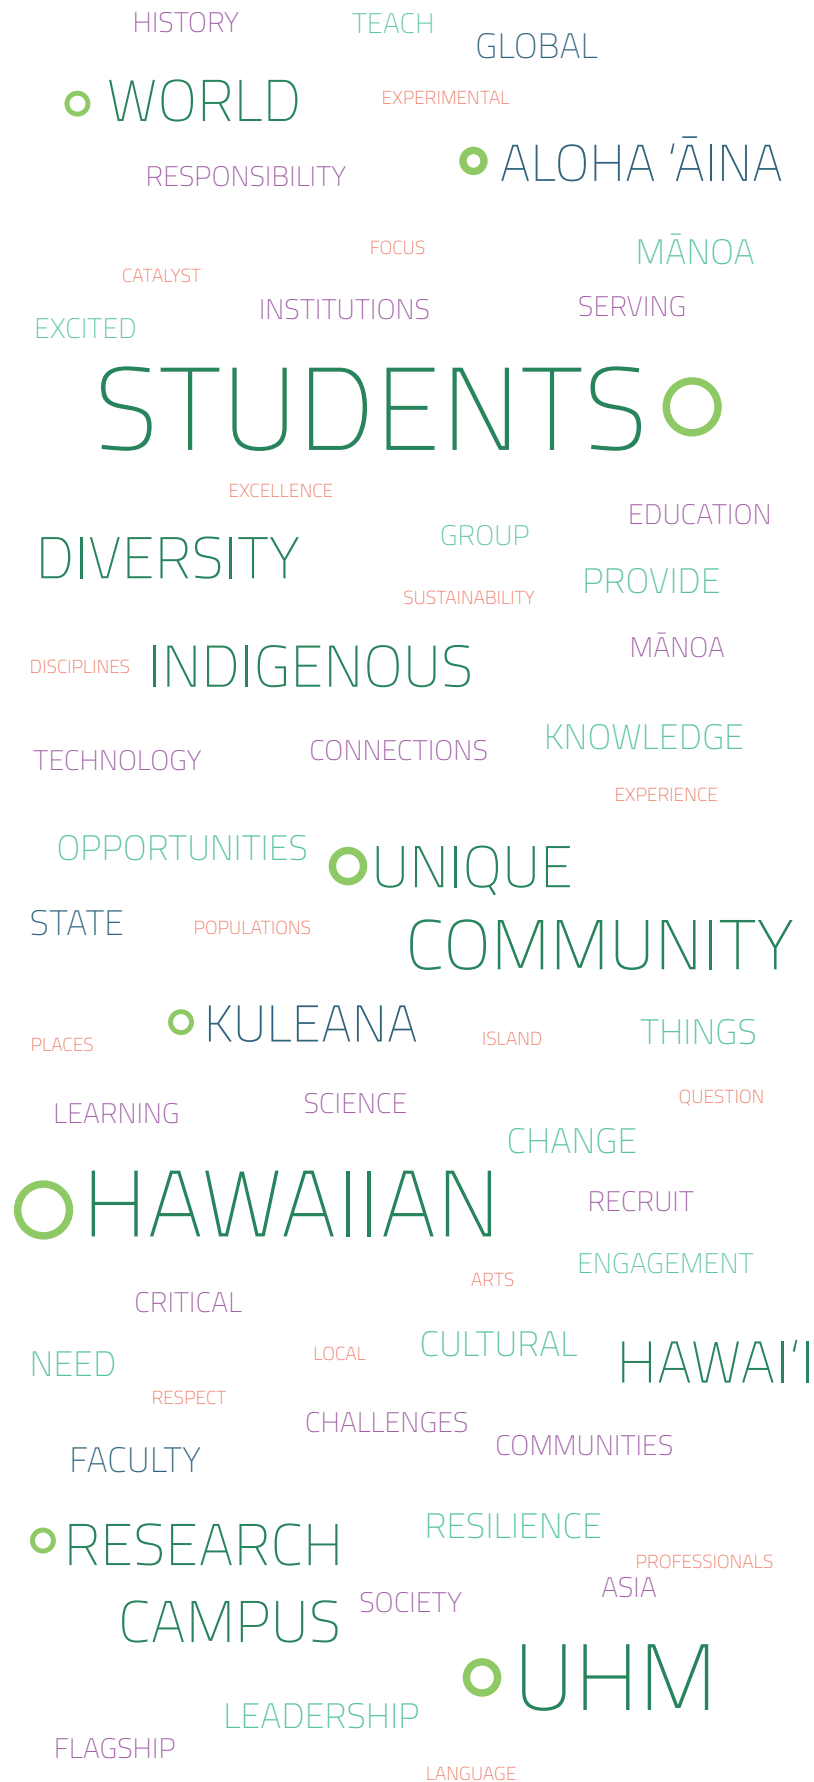 HISTORY
TEACH
GLOBAL
WORLD
EXPERIMENTAL
ALOHA ʻĀINA
RESPONSIBILITY
FOCUS
MĀNOA
CATALYST
INSTITUTIONS
SERVING
EXCITED
STUDENTS
EXCELLENCE
EDUCATION
GROUP
DIVERSITY
PROVIDE
SUSTAINABILITY
MĀNOA
DISCIPLINES
INDIGENOUS
KNOWLEDGE
CONNECTIONS
TECHNOLOGY
EXPERIENCE
OPPORTUNITIES
UNIQUE
STATE
POPULATIONS
COMMUNITY
KULEANA
THINGS
ISLAND
PLACES
QUESTION
SCIENCE
LEARNING
CHANGE
HAWAIIAN
RECRUIT
ENGAGEMENT
ARTS
CRITICAL
CULTURAL
LOCAL
NEED
HAWAIʻI
RESPECT
CHALLENGES
COMMUNITIES
FACULTY
RESILIENCE
RESEARCH
PROFESSIONALS
ASIA
SOCIETY
CAMPUS
UHM
LEADERSHIP
FLAGSHIP
LANGUAGE